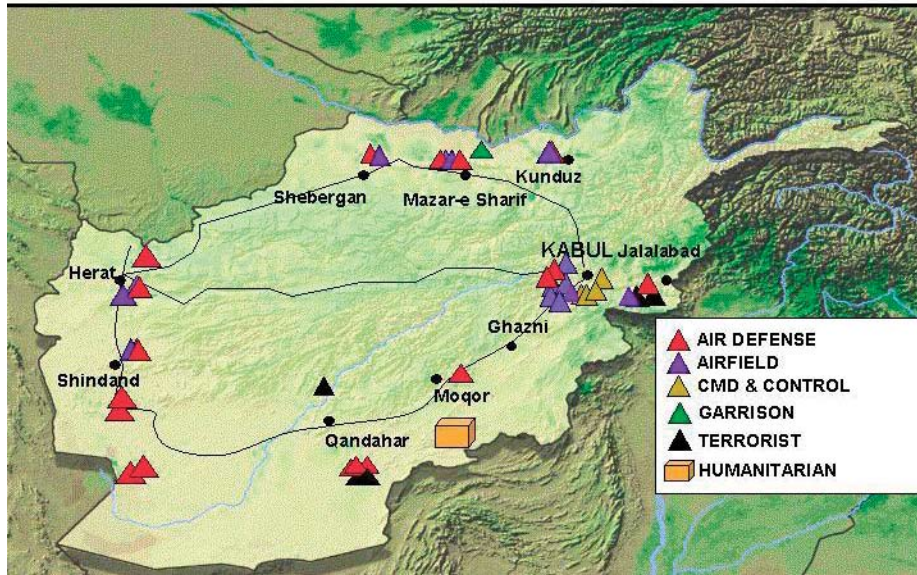 Shebergan
Mazar-e Sharif
Kunduz
Herat
KABUL Jalalabad
Ghazni
Shindand
Moqor
Qandahar
AIR DEFENSE
AIRFIELD
CMD & CONTROL
GARRISON
TERRORIST
HUMANITARIAN